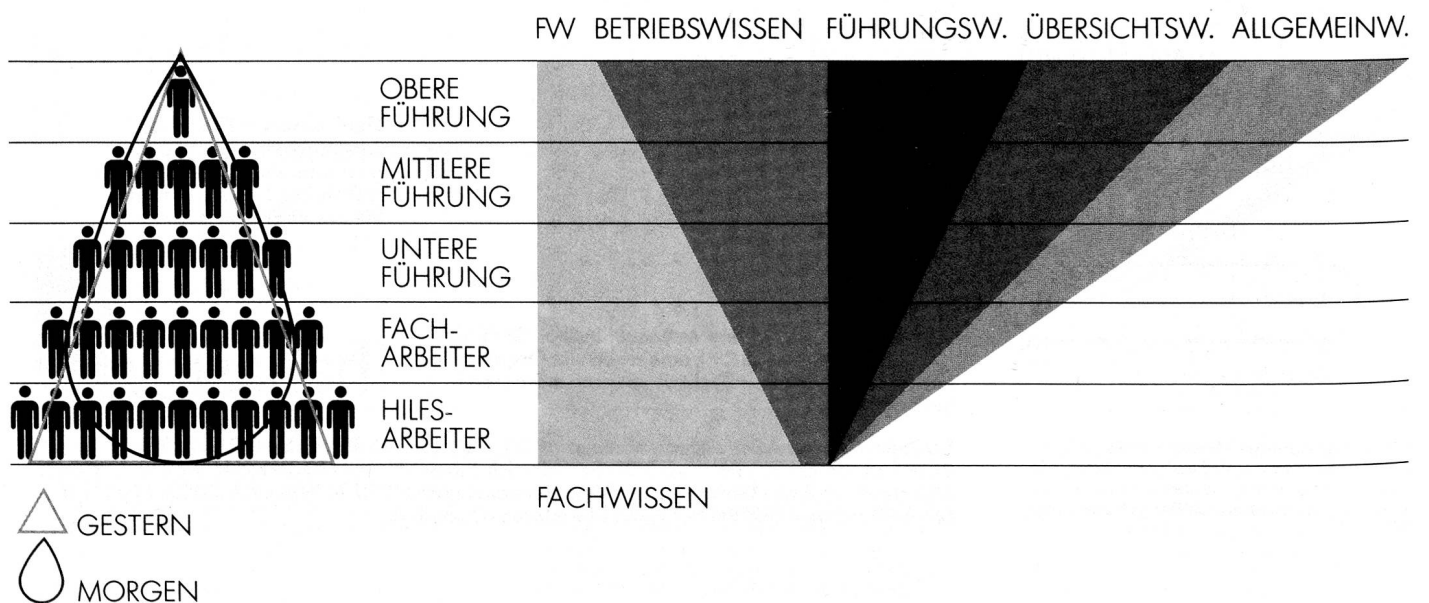 FW BETRIEBSWISSEN FÜHRUNGSW. ÜBERSICHTSW. ALLGEMEINW.
OBERE
FÜHRUNG
MITTLERE
FÜHRUNG
UNTERE
FÜHRUNG
FACH-
ARBEITER
HILFS-
ARBEITER
FACHWISSEN
GESTERN
MORGEN